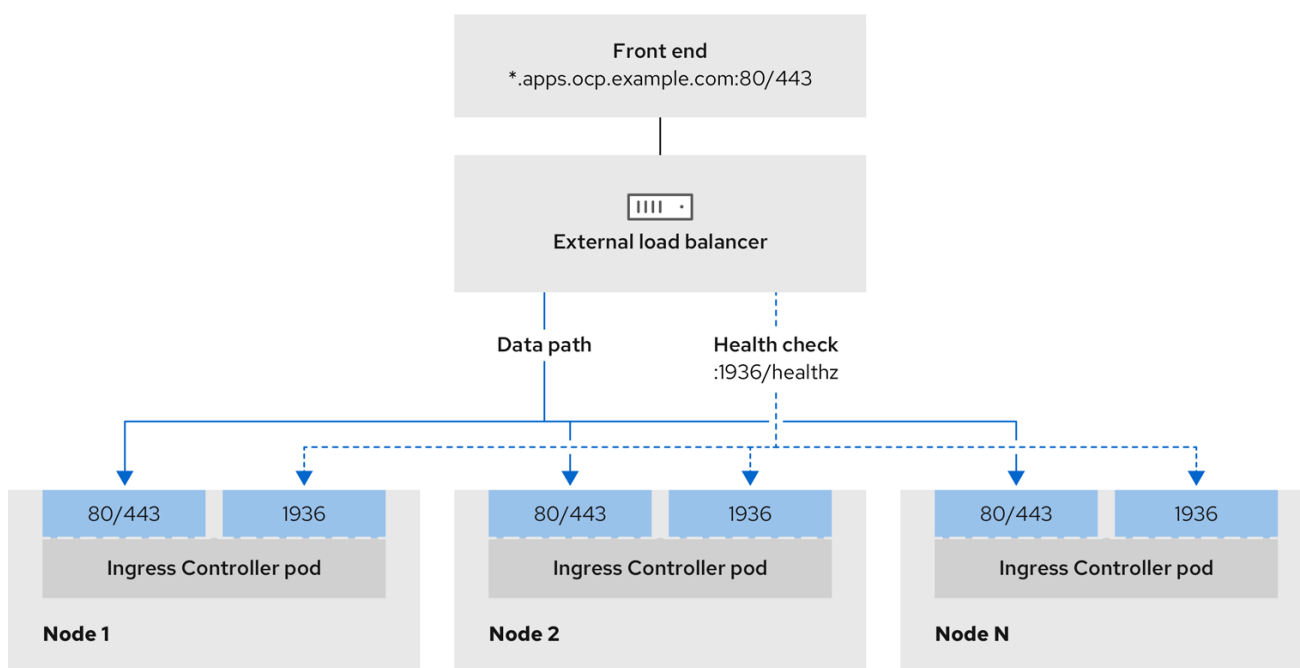 Front end
*.apps.ocp.example.com:80/443
External load balancer
Data path
Health check
:1936/healthz
80/443
1936
80/443
1936
80/443
1936
Ingress Controller pod
Ingress Controller pod
Ingress Controller pod
Node 1
Node 2
Node N